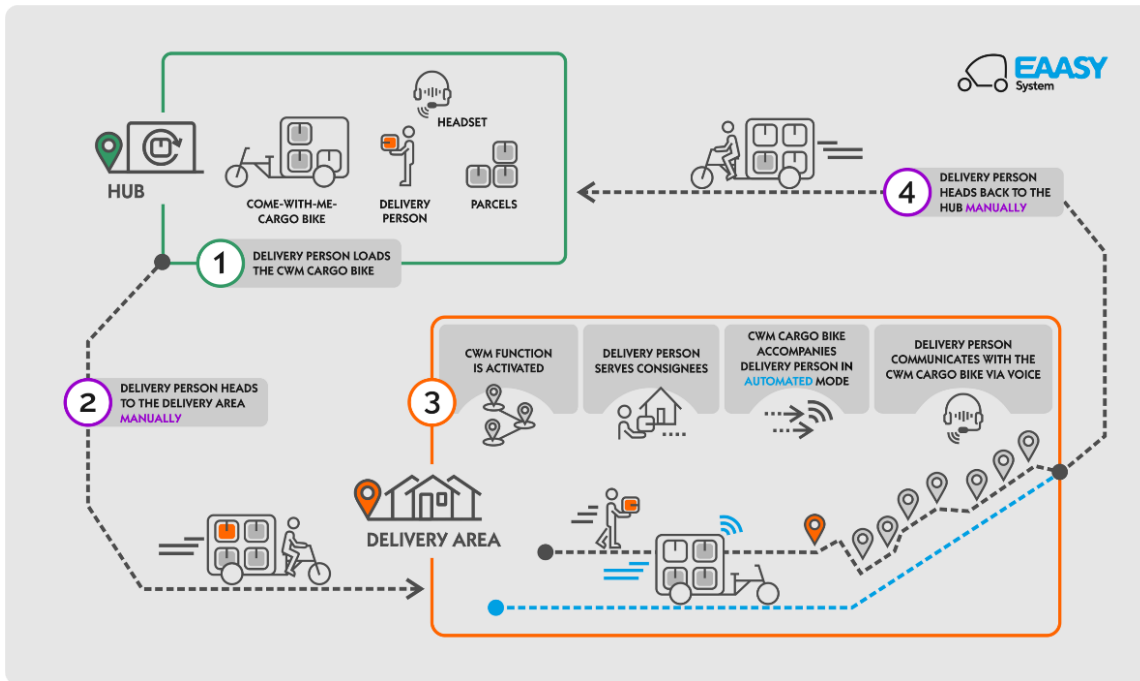 EAASY
System
HEADSET
HUB
COME-WITH-ME-
CARGO BIKE
DELIVERY
PERSON
PARCELS
1
DELIVERY PERSON LOADS
THE CWM CARGO BIKE
4
DELIVERY PERSON
HEADS BACK TO THE
HUB MANUALLY
2
DELIVERY PERSON HEADS
TO THE DELIVERY AREA
MANUALLY
3
CWM FUNCTION
IS ACTIVATED
DELIVERY PERSON
SERVES CONSIGNEES
CWM CARGO BIKE
ACCOMPANIES
DELIVERY PERSON IN
AUTOMATED MODE
DELIVERY PERSON
COMMUNICATES WITH THE
CWM CARGO BIKE VIA VOICE
DELIVERY AREA